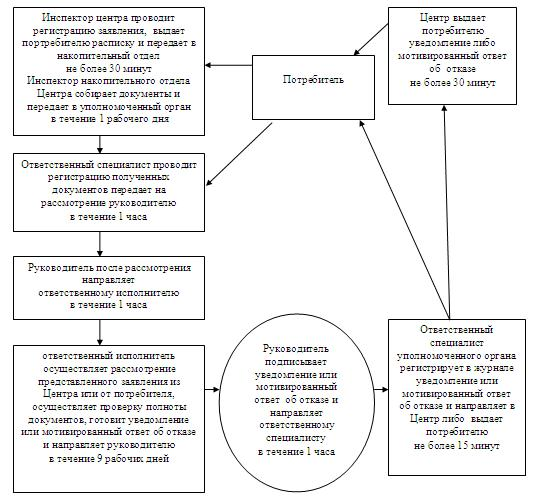 Инспектор центра проводит
регистрацию заявления, выдает
портребителю расписку и передает в
накопительный отдел
не более 30 минут
Инспектор накопительного отдела
Центра собирает документы и
передает в уполномоченный орган
в течение 1 рабочего дня
Потребитель
Центр выдает
потребителю
уведомление либо
мотивированный ответ
об отказе
не более 30 минут
Ответственный специалист проводит
регистрацию полученных
документов передает на
рассмотрение руководителю
в течение 1 часа
Руководитель после рассмотрения
направляет
ответственному исполнителю
в течение 1 часа
ответственный исполнитель
осуществляет рассмотрение
представленного заявления из
Центра или от потребителя,
осуществляет проверку полноты
документов, готовит уведомление
или мотивированный ответ об отказе
и направляет руководителю
в течение 9 рабочих дней
Руководитель
подписывает
уведомление или
мотивированный
ответ об отказе и
направляет
ответственному
специалисту
в течение 1 часа
Ответственный
специалист
уполномоченного органа
регистрирует в журнале
уведомление или
мотивированный ответ
об отказе и направляет в
Центр либо выдает
потребителю
не более 15 минут